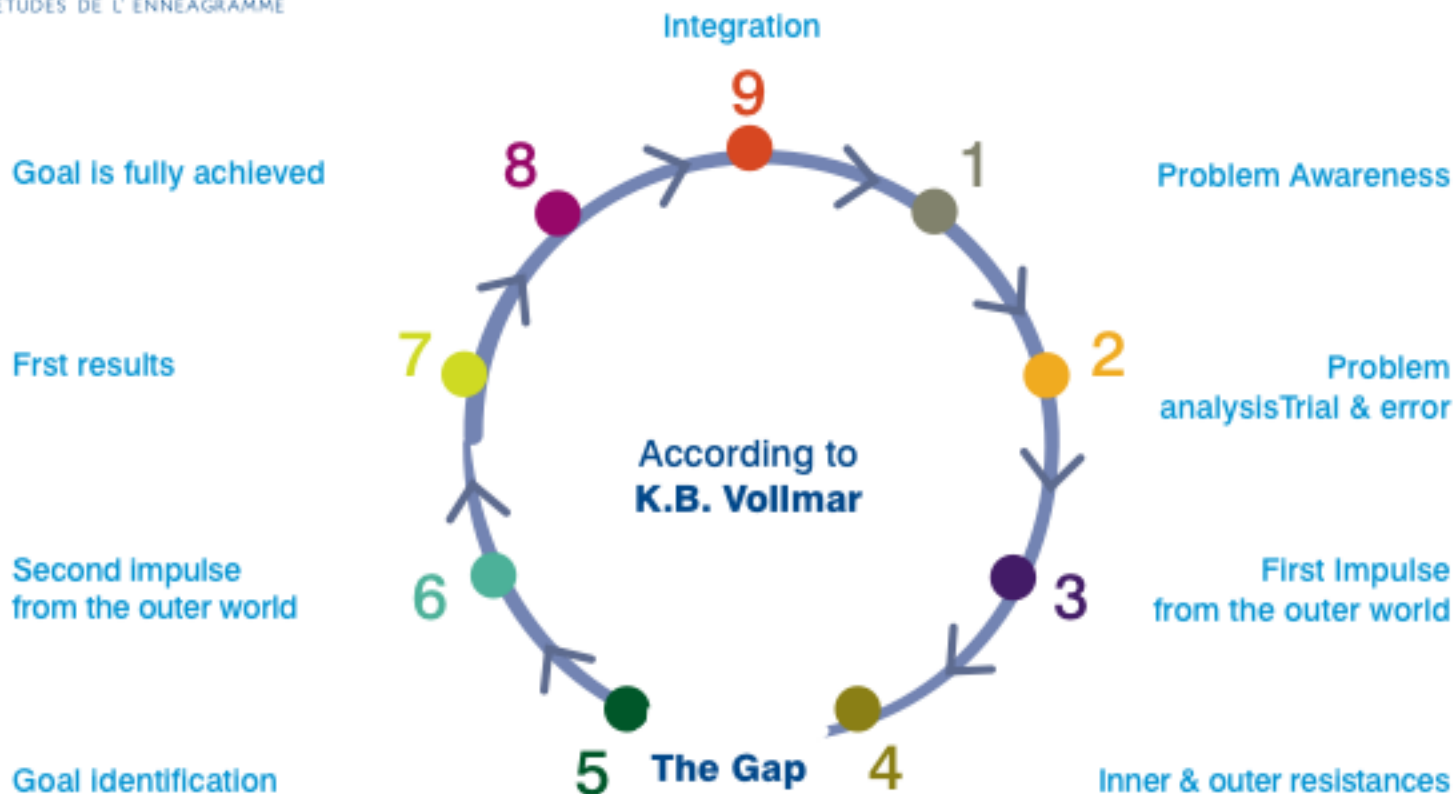 ETUDES DE L' ENNEAGRAMME
Integration
9
8
1
Goal is fully achieved
Problem Awareness
7
2
Frst results
Problem
analysisTrial & error
According to
K.B. Vollmar
Second impulse
from the outer world
6
3
First Impulse
from the outer world
5
The Gap
4
Goal identification
Inner & outer resistances